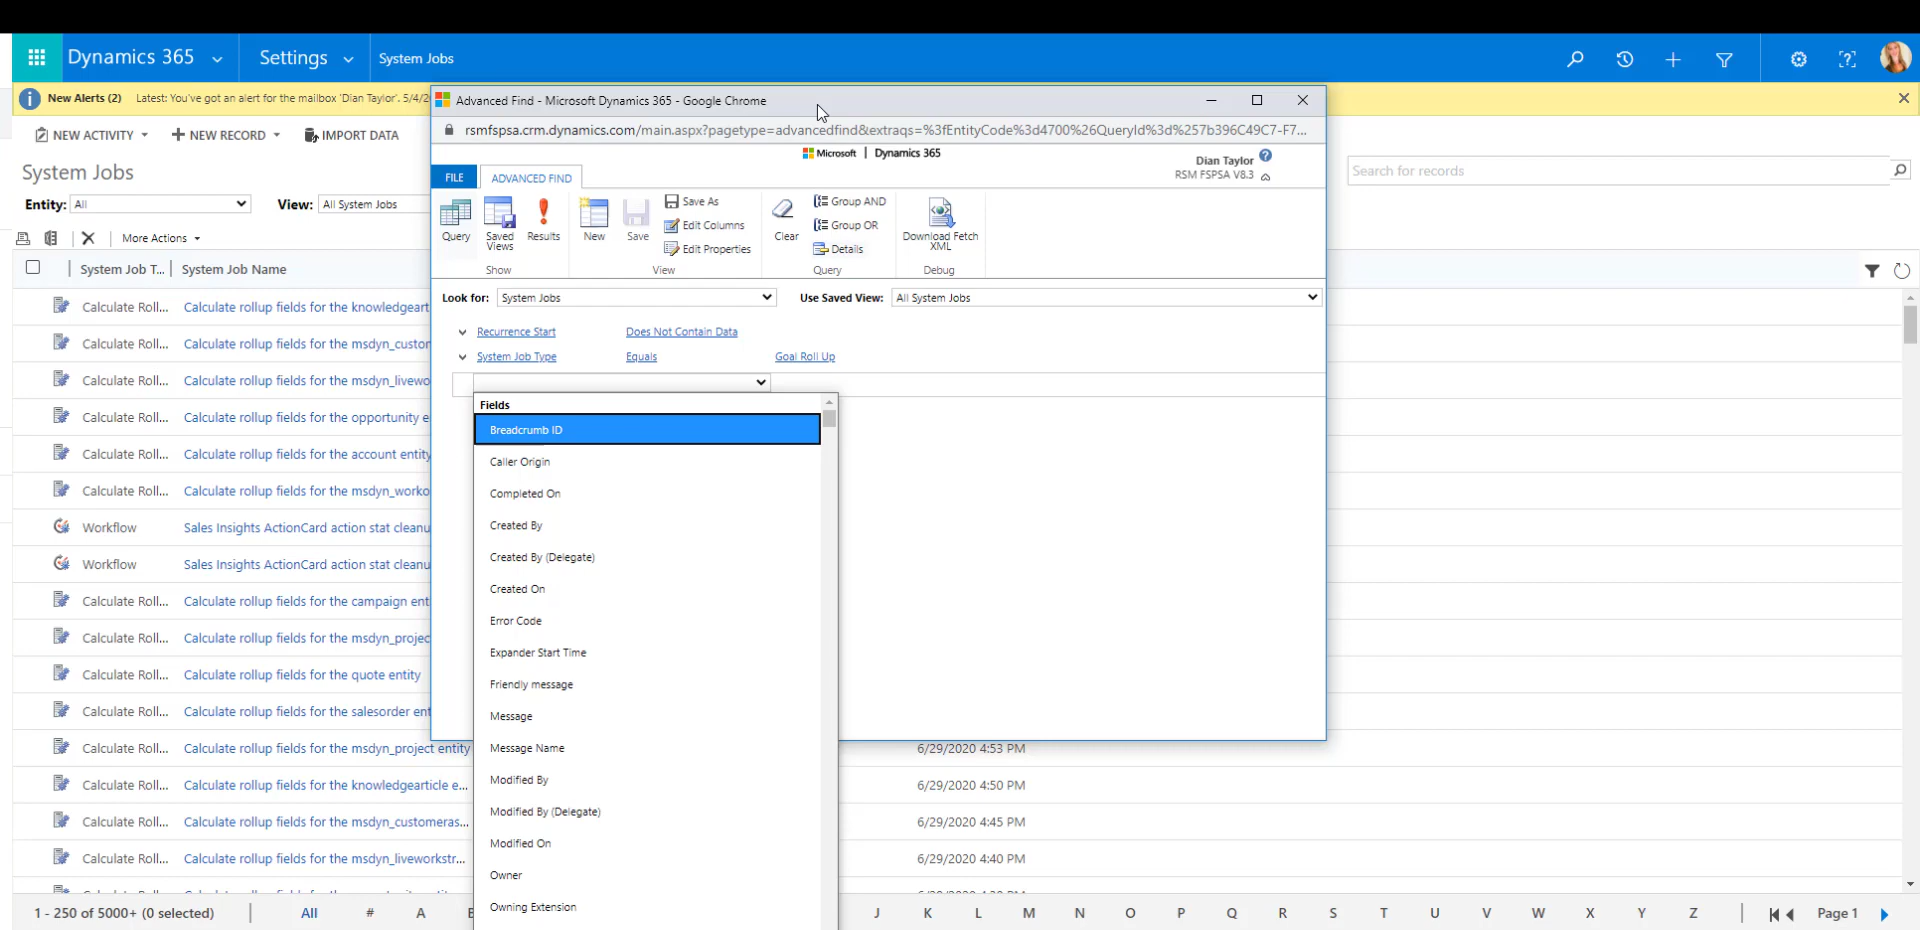 Dynamics 365
Settings
System Jobs
New Alerts (2) Latest: You've got an alert for the mailbox 'Dian Taylor'. 5/4/2
NEW ACTIVITY
NEW RECORD
IMPORT DATA
System Jobs
Search for records
Entity: All
View: All System Jobs
More Actions
System Job T... System Job Name
Calculate Roll... Calculate rollup fields for the knowledgeart
Calculate Roll... Calculate rollup fields for the msdyn_custom
Calculate Roll... Calculate rollup fields for the msdyn_livewo
Calculate Roll... Calculate rollup fields for the opportunity e
Calculate Roll... Calculate rollup fields for the account entity
Calculate Roll... Calculate rollup fields for the msdyn_worko
Workflow Sales Insights ActionCard action stat cleanu
Workflow Sales Insights ActionCard action stat cleanu
Calculate Roll... Calculate rollup fields for the campaign ent
Calculate Roll... Calculate rollup fields for the msdyn_projec
Calculate Roll... Calculate rollup fields for the quote entity
Calculate Roll... Calculate rollup fields for the salesorder ent
Calculate Roll... Calculate rollup fields for the msdyn_project entity 6/29/2020 4:53 PM
Calculate Roll... Calculate rollup fields for the knowledgearticle e... 6/29/2020 4:50 PM
Calculate Roll... Calculate rollup fields for the msdyn_customeras... 6/29/2020 4:45 PM
Calculate Roll... Calculate rollup fields for the msdyn_liveworkstr... 6/29/2020 4:40 PM
1 - 250 of 5000+ (0 selected) All # A J K L M N O P Q R S T U V W X Y Z Page 1
Advanced Find - Microsoft Dynamics 365 - Google Chrome
rsmfspsa.crm.dynamics.com/main.aspx?pagetype=advancedfind&extraqs=%3fEntityCode%3d4700%26QueryId%3d%257b396C49C7-F7...
Microsoft | Dynamics 365
Dian Taylor
RSM FSPSA V8.3
FILE ADVANCED FIND
Query
Saved Views
Results
Show
New
Save
Save As
Edit Columns
Edit Properties
View
Clear
Group AND
Group OR
Details
Query
Download Fetch XML
Debug
Look for: System Jobs
Use Saved View: All System Jobs
Recurrence Start Does Not Contain Data
System Job Type Equals Goal Roll Up
Fields
Breadcrumb ID
Caller Origin
Completed On
Created By
Created By (Delegate)
Created On
Error Code
Expander Start Time
Friendly message
Message
Message Name
Modified By
Modified By (Delegate)
Modified On
Owner
Owning Extension